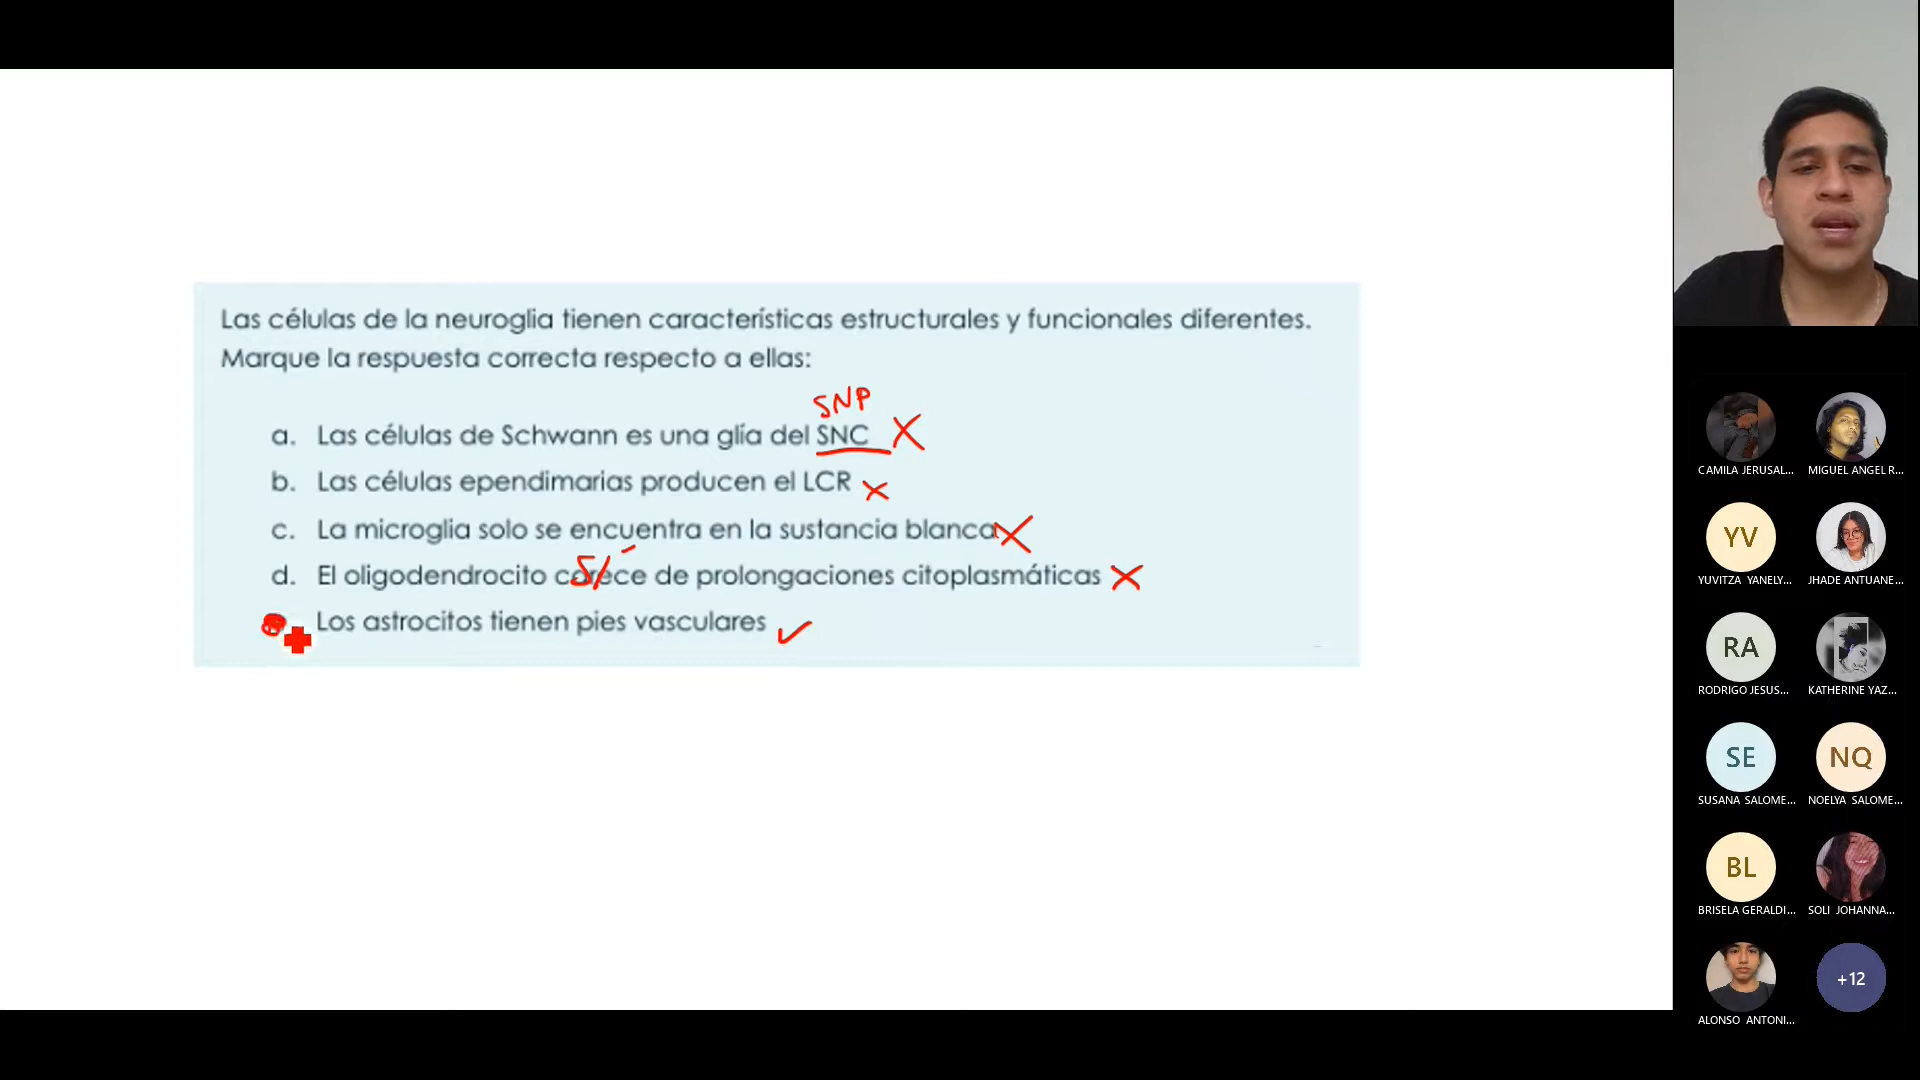 Las células de la neuroglia tienen características estructurales y funcionales diferentes.
Marque la respuesta correcta respecto a ellas:
SNP
a. Las células de Schwann es una glía del SNC
b. Las células ependimarias producen el LCR
c. La microglia solo se encuentra en la sustancia blanca
d. El oligodendrocito carece de prolongaciones citoplasmáticas
Los astrocitos tienen pies vasculares
CAMILA JERUSAL...
MIGUEL ANGEL R...
YV
YUVITZA YANELY...
JHADE ANTUANE...
RA
RODRIGO JESUS...
KATHERINE YAZ...
SE
SUSANA SALOME...
NQ
NOELYA SALOME...
BL
BRISELA GERALDI...
SOLI JOHANNA...
ALONSO ANTONI...
+12